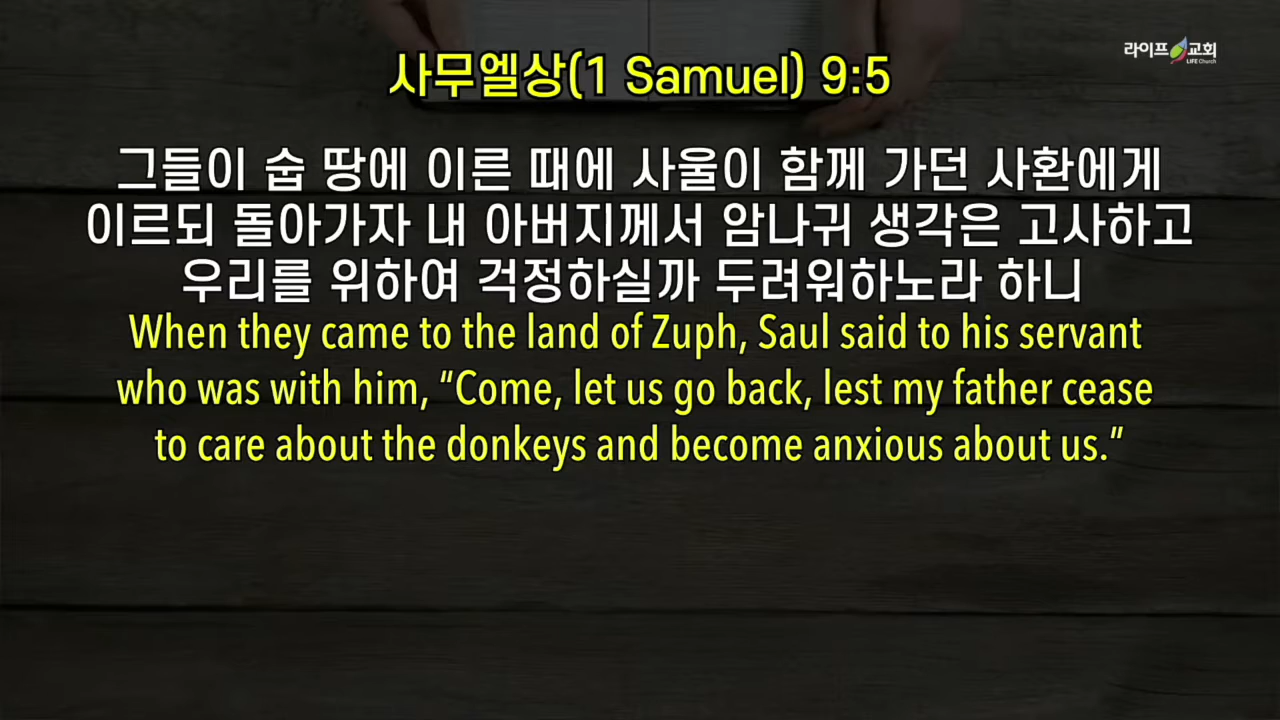 라이프 교회
LIFE Church
사무엘상(1 Samuel) 9:5
그들이 숩 땅에 이른 때에 사울이 함께 가던 사환에게
이르되 돌아가자 내 아버지께서 암나귀 생각은 고사하고
우리를 위하여 걱정하실까 두려워하노라 하니
When they came to the land of Zuph, Saul said to his servant
who was with him, “Come, let us go back, lest my father cease
to care about the donkeys and become anxious about us.”